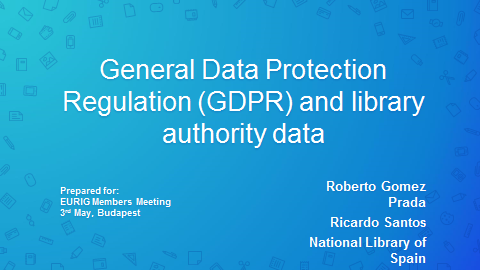 General Data Protection
Regulation (GDPR) and library
authority data
Prepared for:
EURIG Members Meeting
3rd May, Budapest
Roberto Gomez
Prada
Ricardo Santos
National Library of
Spain